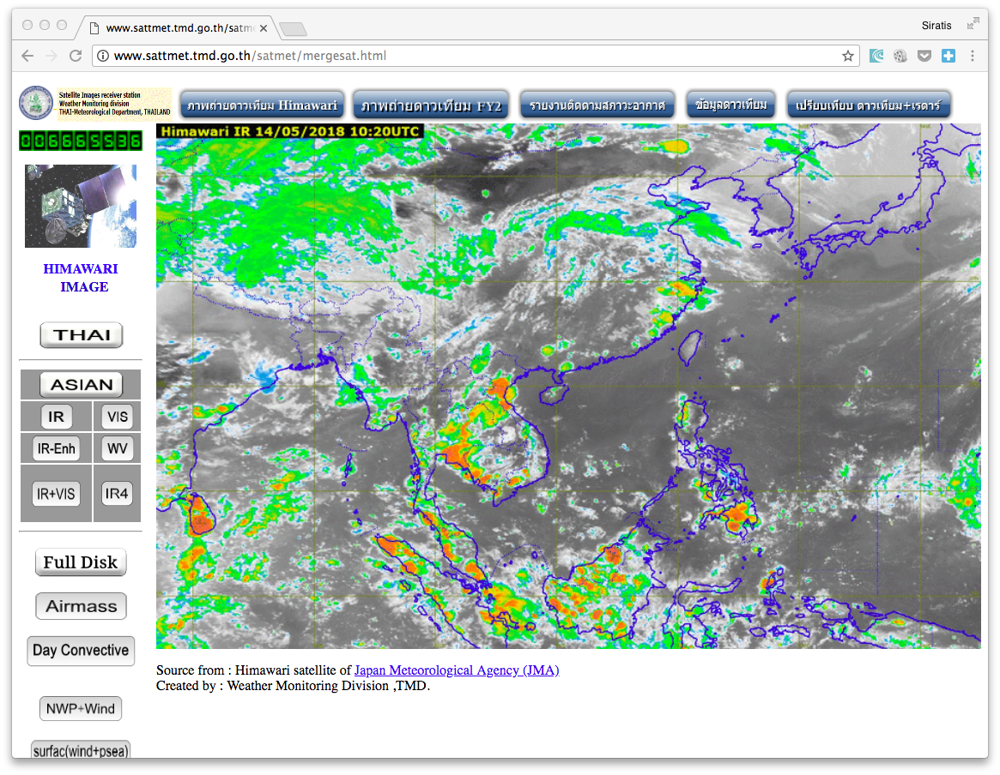 www.sattmet.tmd.go.th/satme
Siratis
www.sattmet.tmd.go.th/satmet/mergesat.html
Satellite Images receiver station
Weather Monitoring division
THAI-Meteorological Department, THAILAND
ภาพถ่ายดาวเทียม Himawari
ภาพถ่ายดาวเทียม FY2
รายงานติดตามสภาวะอากาศ
ข้อมูลดาวเทียม
เปรียบเทียบ ดาวเทียม+เรดาร์
006665536
Himawari IR 14/05/2018 10:20UTC
HIMAWARI
IMAGE
THAI
ASIAN
IR
VIS
IR-Enh
WV
IR+VIS
IR4
Full Disk
Airmass
Day Convective
NWP+Wind
surfac(wind+psea)
Source from : Himawari satellite of Japan Meteorological Agency (JMA)
Created by : Weather Monitoring Division ,TMD.